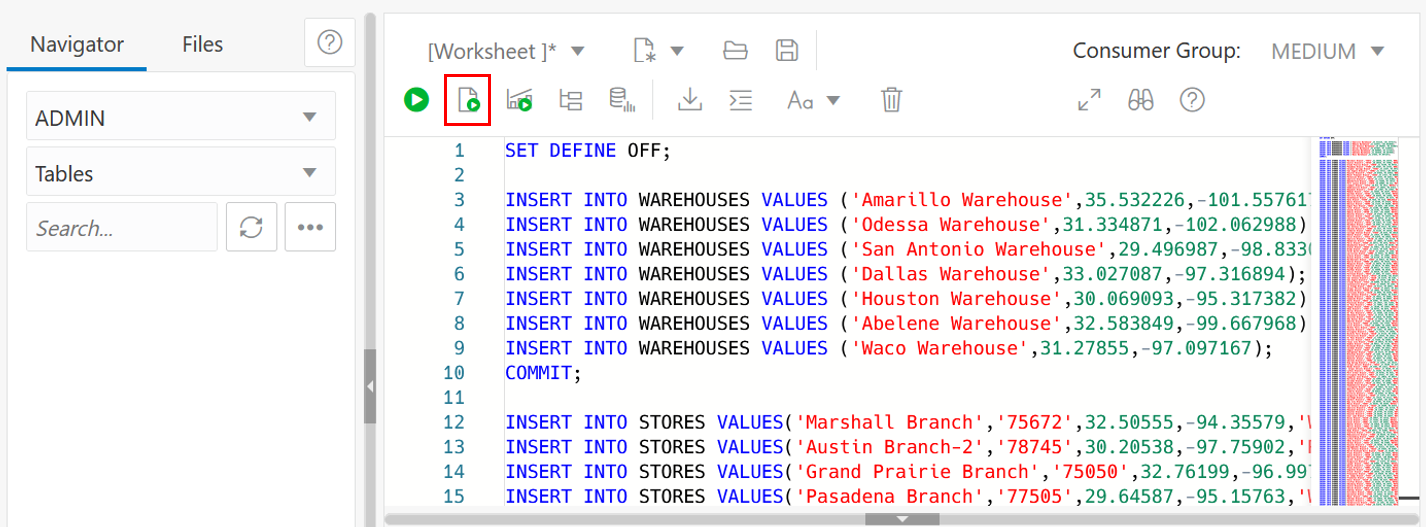 Navigator Files
ADMIN
Tables
Search...
[Worksheet ]* Consumer Group: MEDIUM
Aa
1 SET DEFINE OFF;
2
3 INSERT INTO WAREHOUSES VALUES ('Amarillo Warehouse',35.532226,-101.557617
4 INSERT INTO WAREHOUSES VALUES ('Odessa Warehouse',31.334871,-102.062988)
5 INSERT INTO WAREHOUSES VALUES ('San Antonio Warehouse',29.496987,-98.8330
6 INSERT INTO WAREHOUSES VALUES ('Dallas Warehouse',33.027087,-97.316894);
7 INSERT INTO WAREHOUSES VALUES ('Houston Warehouse',30.069093,-95.317382)
8 INSERT INTO WAREHOUSES VALUES ('Abelene Warehouse',32.583849,-99.667968)
9 INSERT INTO WAREHOUSES VALUES ('Waco Warehouse',31.27855,-97.097167);
10 COMMIT;
11
12 INSERT INTO STORES VALUES('Marshall Branch','75672',32.50555,-94.35579,'W
13 INSERT INTO STORES VALUES('Austin Branch-2','78745',30.20538,-97.75902,'
14 INSERT INTO STORES VALUES('Grand Prairie Branch','75050',32.76199,-96.997
15 INSERT INTO STORES VALUES('Pasadena Branch','77505',29.64587,-95.15763,'W